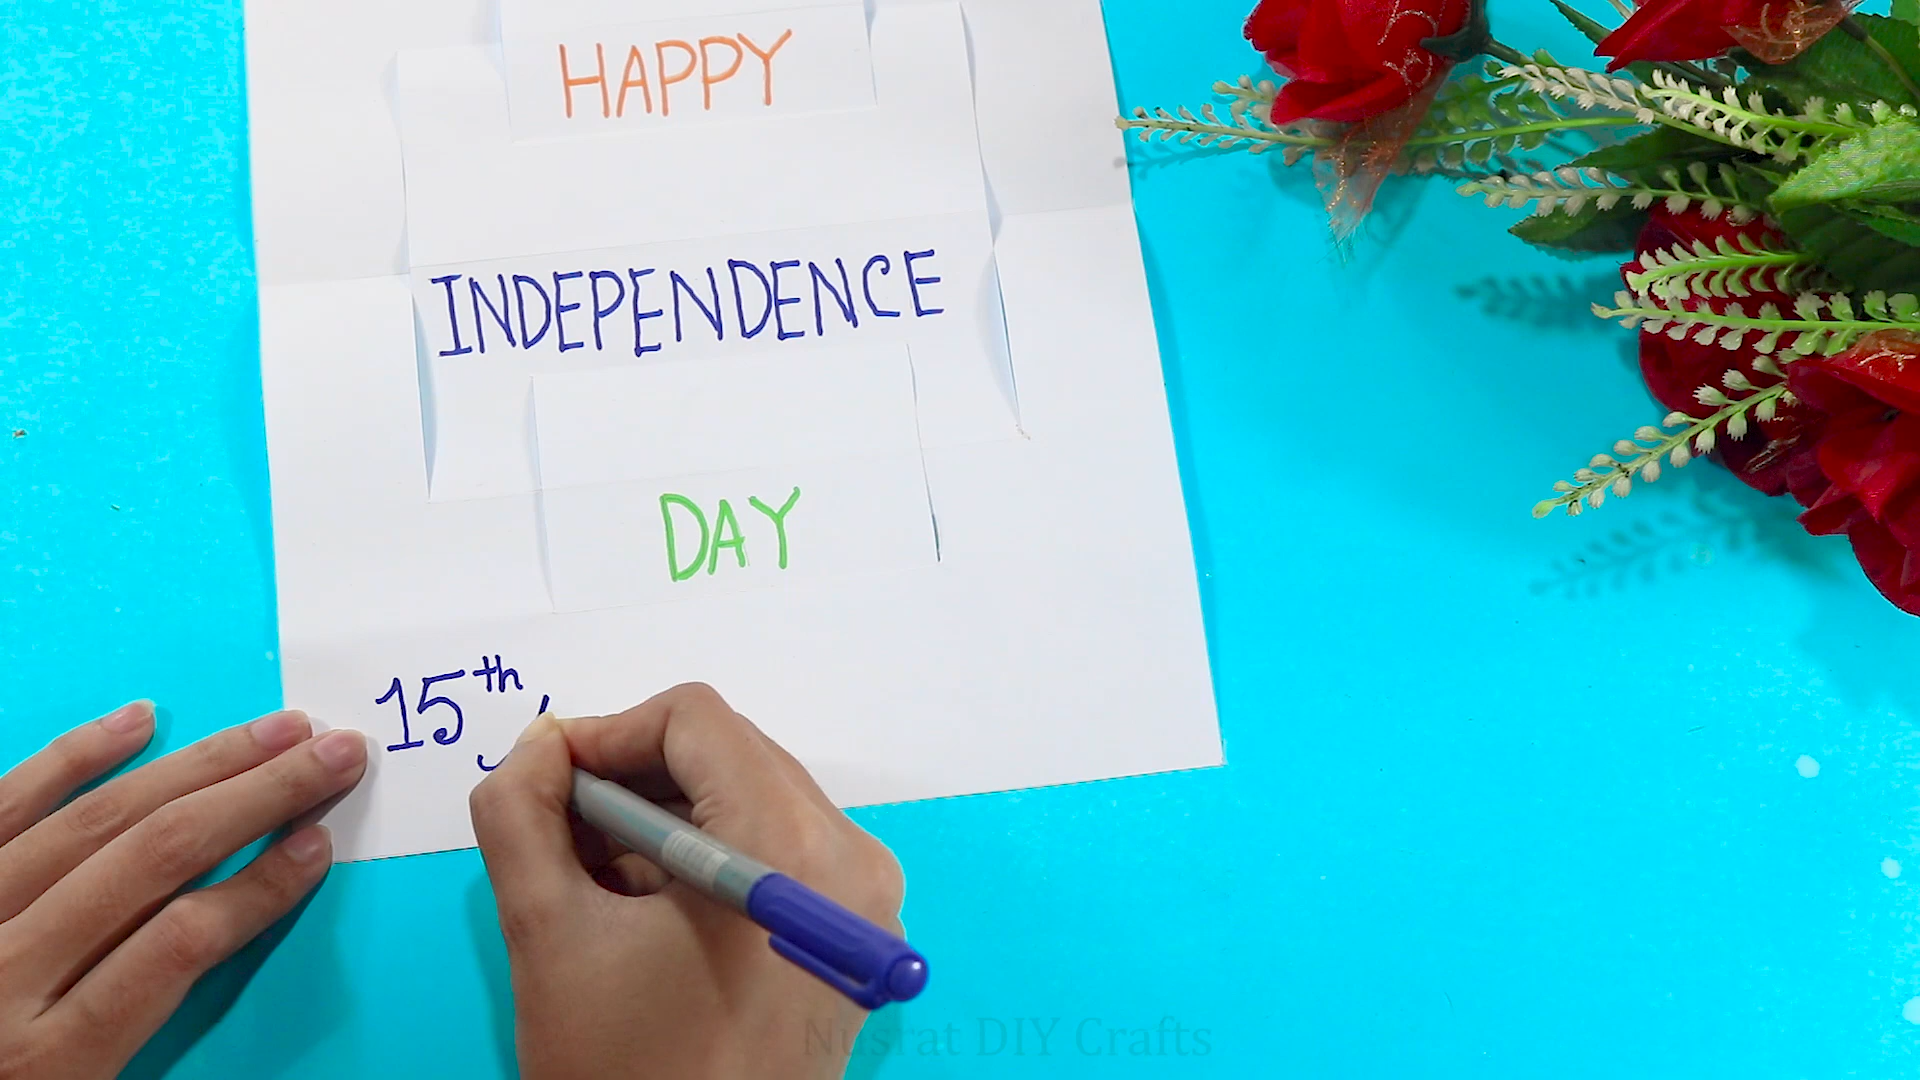 HAPPY
INDEPENDENCE
DAY
15th
Nusrat DIY Crafts